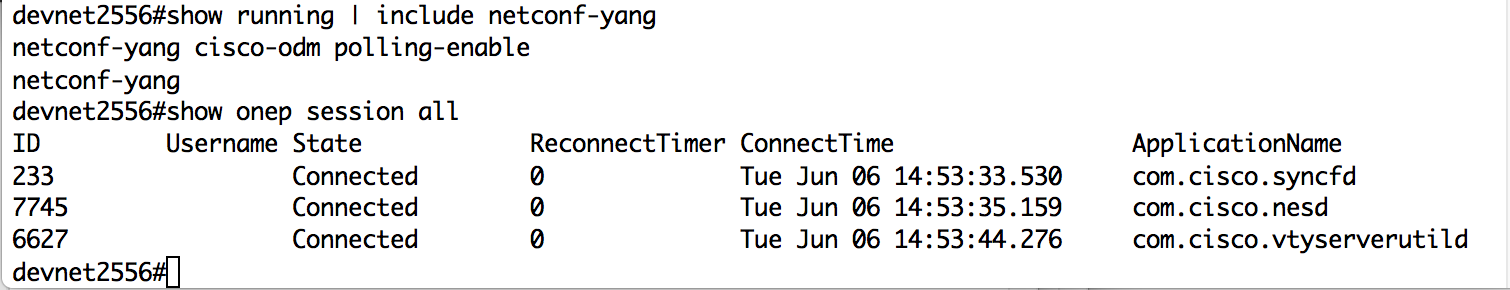 devnet2556#show running | include netconf-yang
netconf-yang cisco-odm polling-enable
netconf-yang
devnet2556#show onep session all
ID Username State ReconnectTimer ConnectTime ApplicationName
233 Connected 0 Tue Jun 06 14:53:33.530 com.cisco.syncfd
7745 Connected 0 Tue Jun 06 14:53:35.159 com.cisco.nesd
6627 Connected 0 Tue Jun 06 14:53:44.276 com.cisco.vtyserverutild
devnet2556#